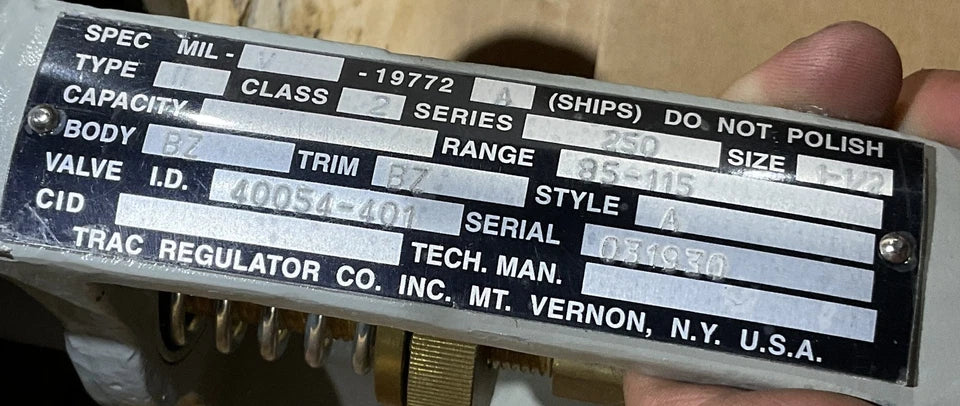 SPEC MIL- V -19772 A (SHIPS) DO NOT POLISH
TYPE II CLASS 2 SERIES 250 SIZE 1-1/2
CAPACITY RANGE 85-115
BODY BZ TRIM BZ STYLE A
VALVE I.D. 40054-401 SERIAL 031930
CID TECH. MAN.
TRAC REGULATOR CO. INC. MT. VERNON, N.Y. U.S.A.